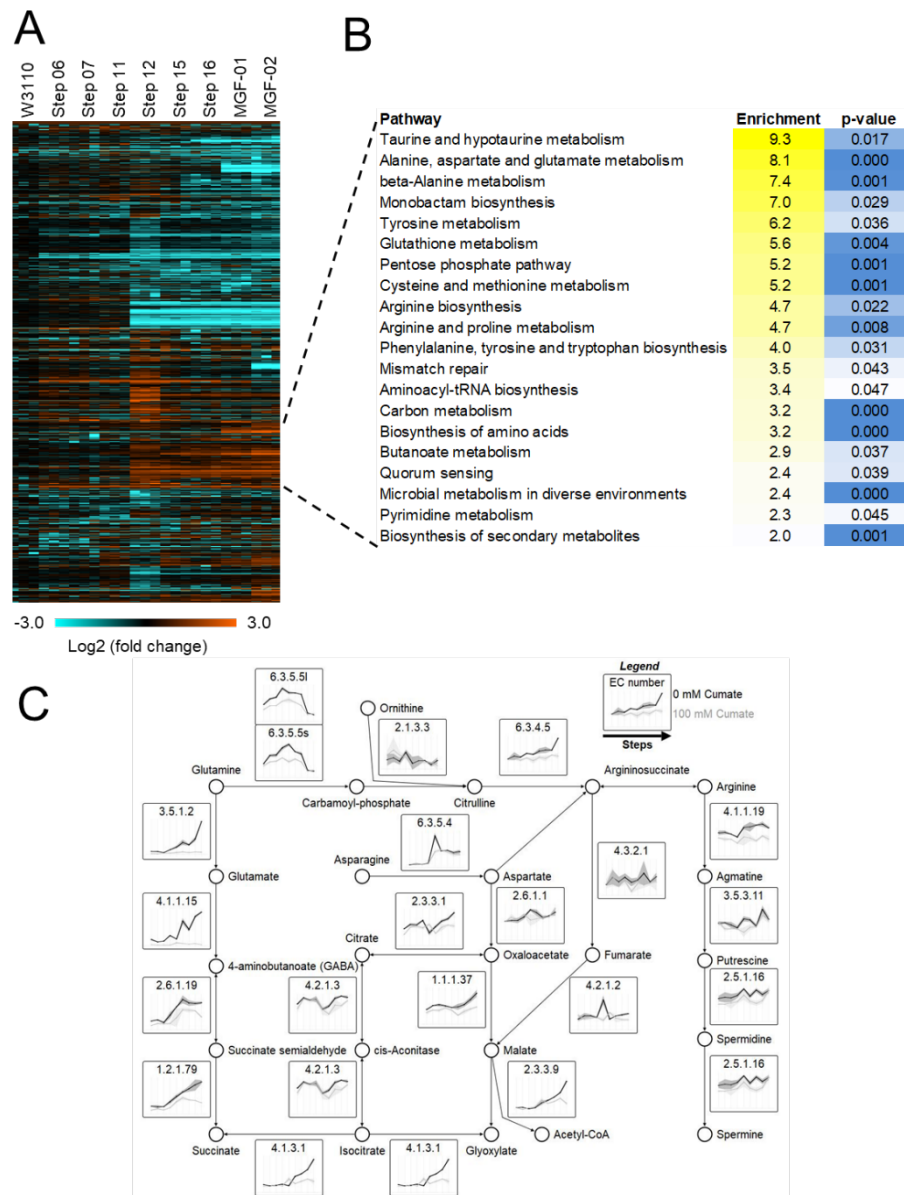 A
W3110
Step 06
Step 07
Step 11
Step 12
Step 15
Step 16
MGF-01
MGF-02
-3.0 3.0
Log2 (fold change)
B
Pathway Enrichment p-value
Taurine and hypotaurine metabolism 9.3 0.017
Alanine, aspartate and glutamate metabolism 8.1 0.000
beta-Alanine metabolism 7.4 0.001
Monobactam biosynthesis 7.0 0.029
Tyrosine metabolism 6.2 0.036
Glutathione metabolism 5.6 0.004
Pentose phosphate pathway 5.2 0.001
Cysteine and methionine metabolism 5.2 0.001
Arginine biosynthesis 4.7 0.022
Arginine and proline metabolism 4.7 0.008
Phenylalanine, tyrosine and tryptophan biosynthesis 4.0 0.031
Mismatch repair 3.5 0.043
Aminoacyl-tRNA biosynthesis 3.4 0.047
Carbon metabolism 3.2 0.000
Biosynthesis of amino acids 3.2 0.000
Butanoate metabolism 2.9 0.037
Quorum sensing 2.4 0.039
Microbial metabolism in diverse environments 2.4 0.000
Pyrimidine metabolism 2.3 0.045
Biosynthesis of secondary metabolites 2.0 0.001
C
Legend
EC number
0 mM Cumate
100 mM Cumate
Steps
6.3.5.5l
6.3.5.5s
Ornithine
2.1.3.3
6.3.4.5
Glutamine
Carbamoyl-phosphate
Citrulline
Argininosuccinate
Arginine
3.5.1.2
6.3.5.4
4.1.1.19
Asparagine
Aspartate
4.3.2.1
Glutamate
Agmatine
4.1.1.15
2.3.3.1
2.6.1.1
3.5.3.11
Citrate
Oxaloacetate
Fumarate
Putrescine
4-aminobutanoate (GABA)
2.6.1.19
4.2.1.3
1.1.1.37
4.2.1.2
2.5.1.16
Succinate semialdehyde
cis-Aconitase
Malate
Spermidine
1.2.1.79
4.2.1.3
2.3.3.9
2.5.1.16
Succinate
Isocitrate
Glyoxylate
Acetyl-CoA
Spermine
4.1.3.1
4.1.3.1